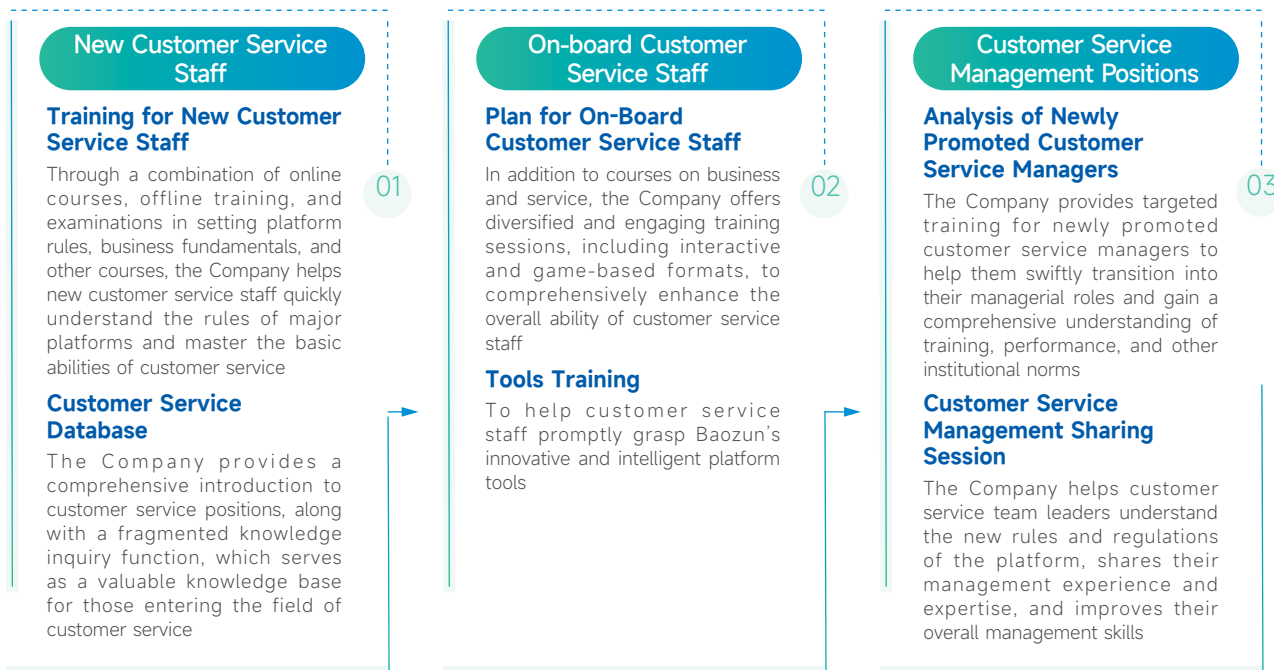 New Customer Service
Staff
Training for New Customer
Service Staff
Through a combination of online
courses, offline training, and
examinations in setting platform
rules, business fundamentals, and
other courses, the Company helps
new customer service staff quickly
understand the rules of major
platforms and master the basic
abilities of customer service
Customer Service
Database
The Company provides a
comprehensive introduction to
customer service positions, along
with a fragmented knowledge
inquiry function, which serves
as a valuable knowledge base
for those entering the field of
customer service
01
On-board Customer
Service Staff
Plan for On-Board
Customer Service Staff
In addition to courses on business
and service, the Company offers
diversified and engaging training
sessions, including interactive
and game-based formats, to
comprehensively enhance the
overall ability of customer service
staff
Tools Training
To help customer service
staff promptly grasp Baozun's
innovative and intelligent platform
tools
02
Customer Service
Management Positions
Analysis of Newly
Promoted Customer
Service Managers
The Company provides targeted
training for newly promoted
customer service managers to
help them swiftly transition into
their managerial roles and gain a
comprehensive understanding of
training, performance, and other
institutional norms
Customer Service
Management Sharing
Session
The Company helps customer
service team leaders understand
the new rules and regulations
of the platform, shares their
management experience and
expertise, and improves their
overall management skills
03